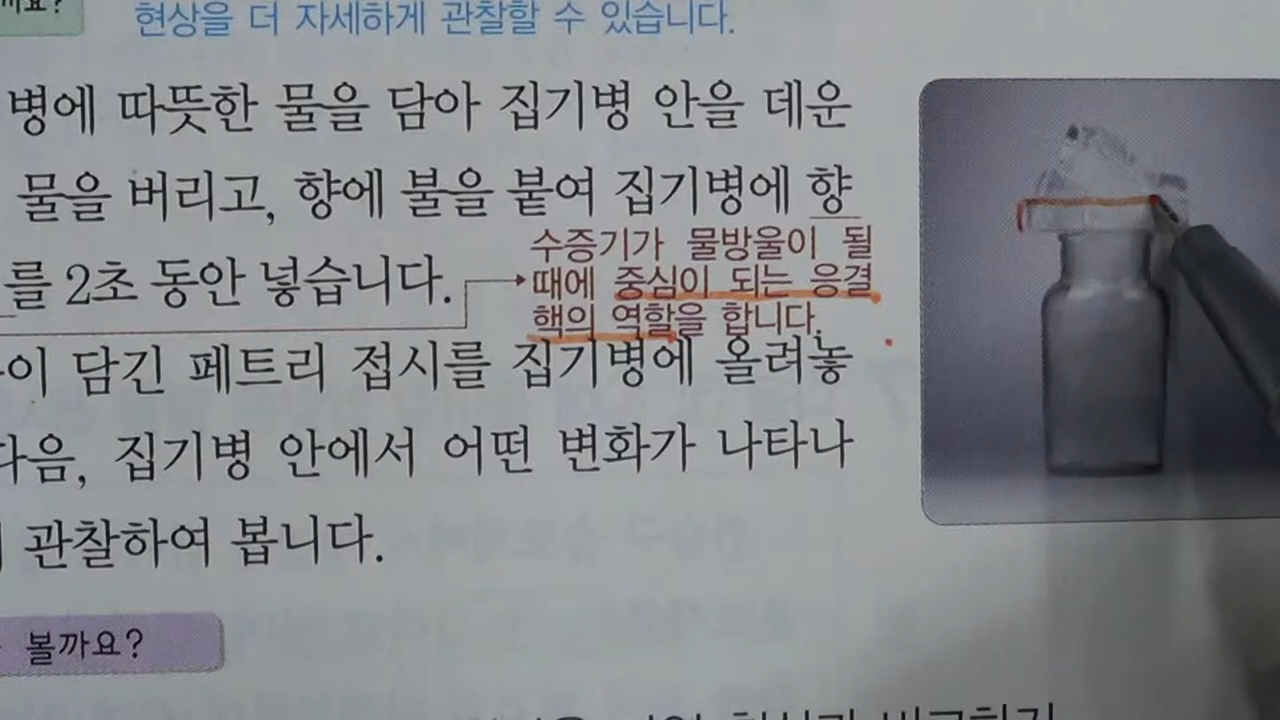 까요?
현상을 더 자세하게 관찰할 수 있습니다.
병에 따뜻한 물을 담아 집기병 안을 데운
물을 버리고, 향에 불을 붙여 집기병에 향
를 2초 동안 넣습니다.
수증기가 물방울이 될
때에 중심이 되는 응결
핵의 역할을 합니다.
이 담긴 페트리 접시를 집기병에 올려놓
다음, 집기병 안에서 어떤 변화가 나타나
관찰하여 봅니다.
볼까요?